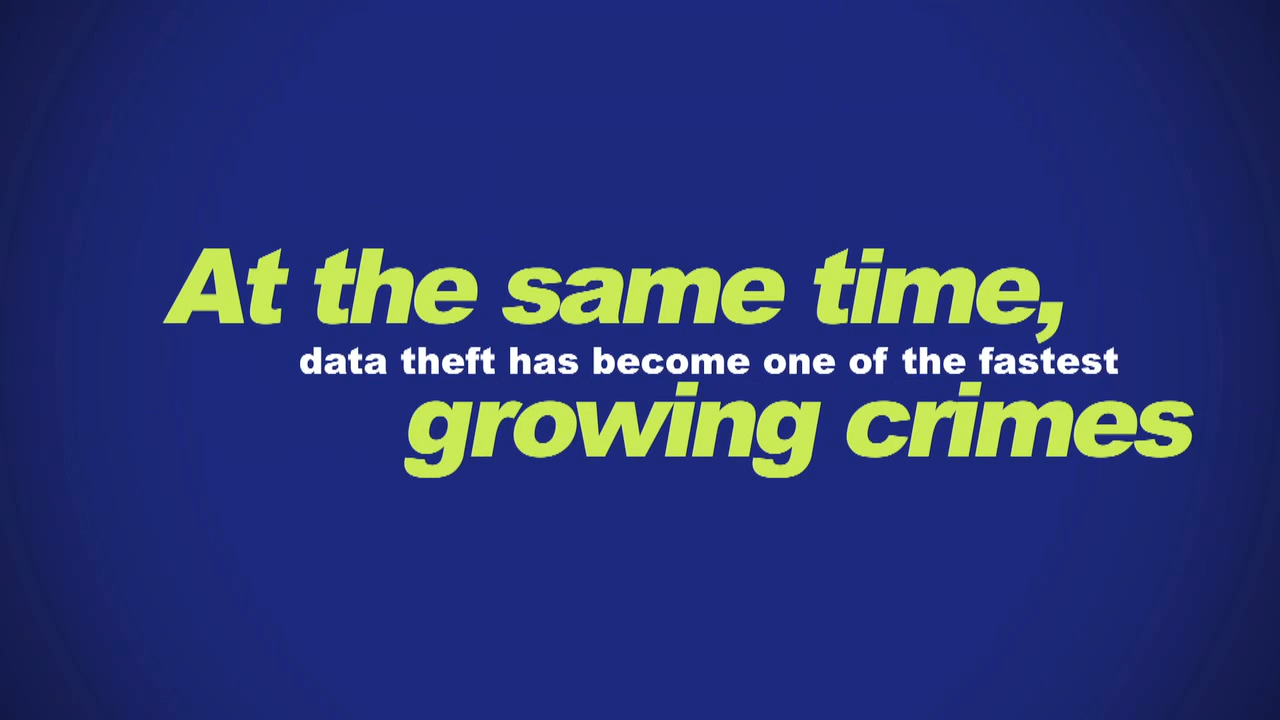 At the same time,
data theft has become one of the fastest
growing crimes